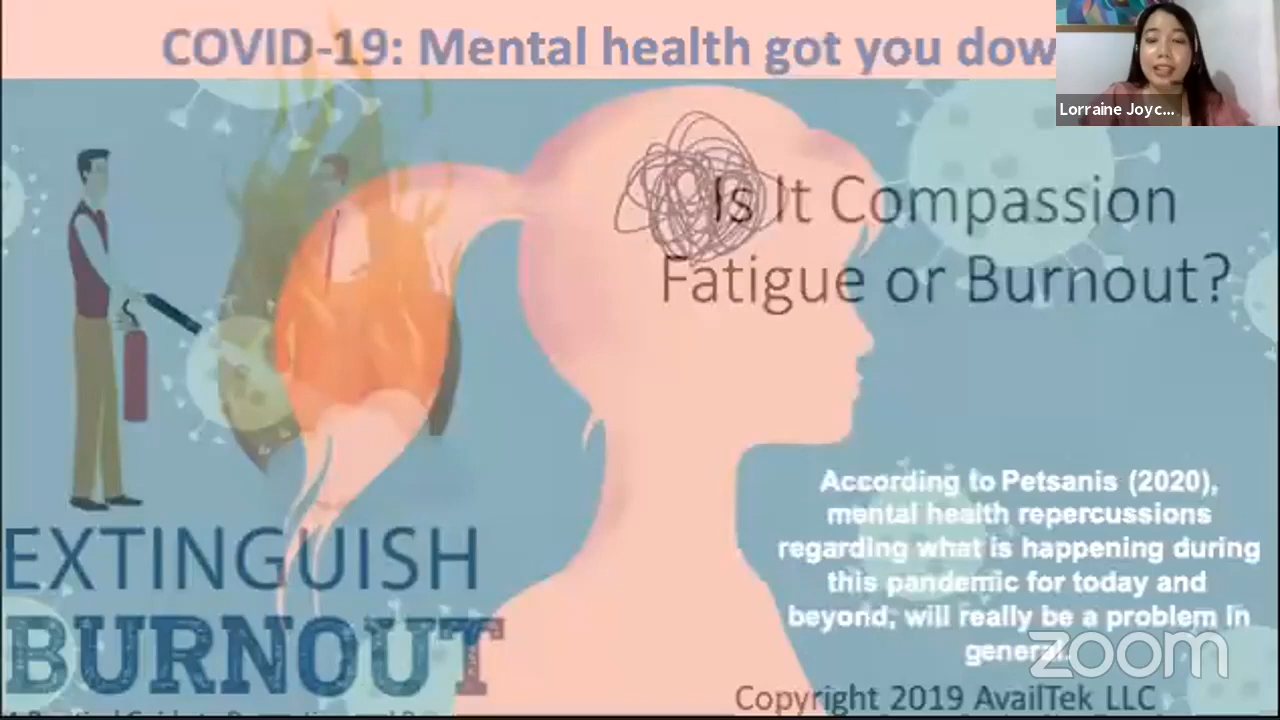 COVID-19: Mental health got you dow
Lorraine Joyc...
Is It Compassion
Fatigue or Burnout?
According to Petsanis (2020),
mental health repercussions
regarding what is happening during
this pandemic for today and
beyond, will really be a problem in
general.
zoom
EXTINGUISH
BURNOUT
Copyright 2019 AvailTek LLC